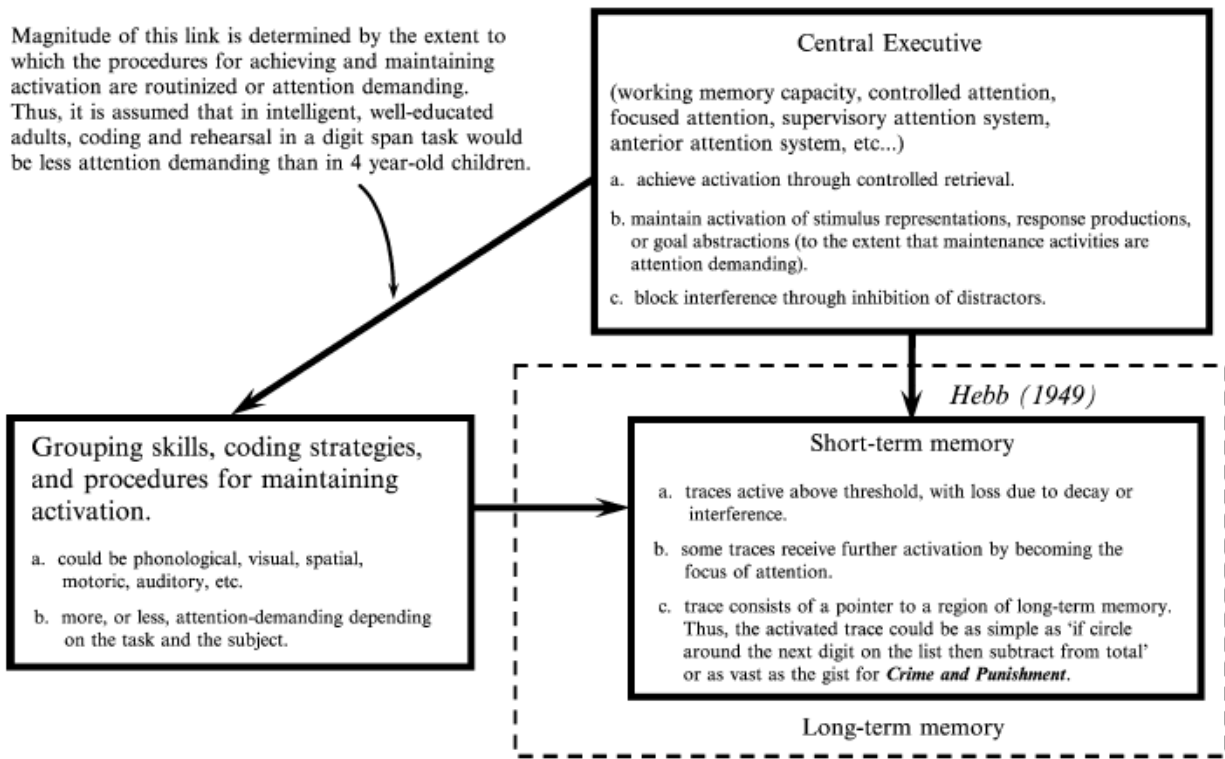 Magnitude of this link is determined by the extent to
which the procedures for achieving and maintaining
activation are routinized or attention demanding.
Thus, it is assumed that in intelligent, well-educated
adults, coding and rehearsal in a digit span task would
be less attention demanding than in 4 year-old children.
Central Executive
(working memory capacity, controlled attention,
focused attention, supervisory attention system,
anterior attention system, etc...)
a. achieve activation through controlled retrieval.
b. maintain activation of stimulus representations, response productions,
or goal abstractions (to the extent that maintenance activities are
attention demanding).
c. block interference through inhibition of distractors.
Grouping skills, coding strategies,
and procedures for maintaining
activation.
a. could be phonological, visual, spatial,
motoric, auditory, etc.
b. more, or less, attention-demanding depending
on the task and the subject.
Hebb (1949)
Short-term memory
a. traces active above threshold, with loss due to decay or
interference.
b. some traces receive further activation by becoming the
focus of attention.
c. trace consists of a pointer to a region of long-term memory.
Thus, the activated trace could be as simple as ‘if circle
around the next digit on the list then subtract from total’
or as vast as the gist for Crime and Punishment.
Long-term memory